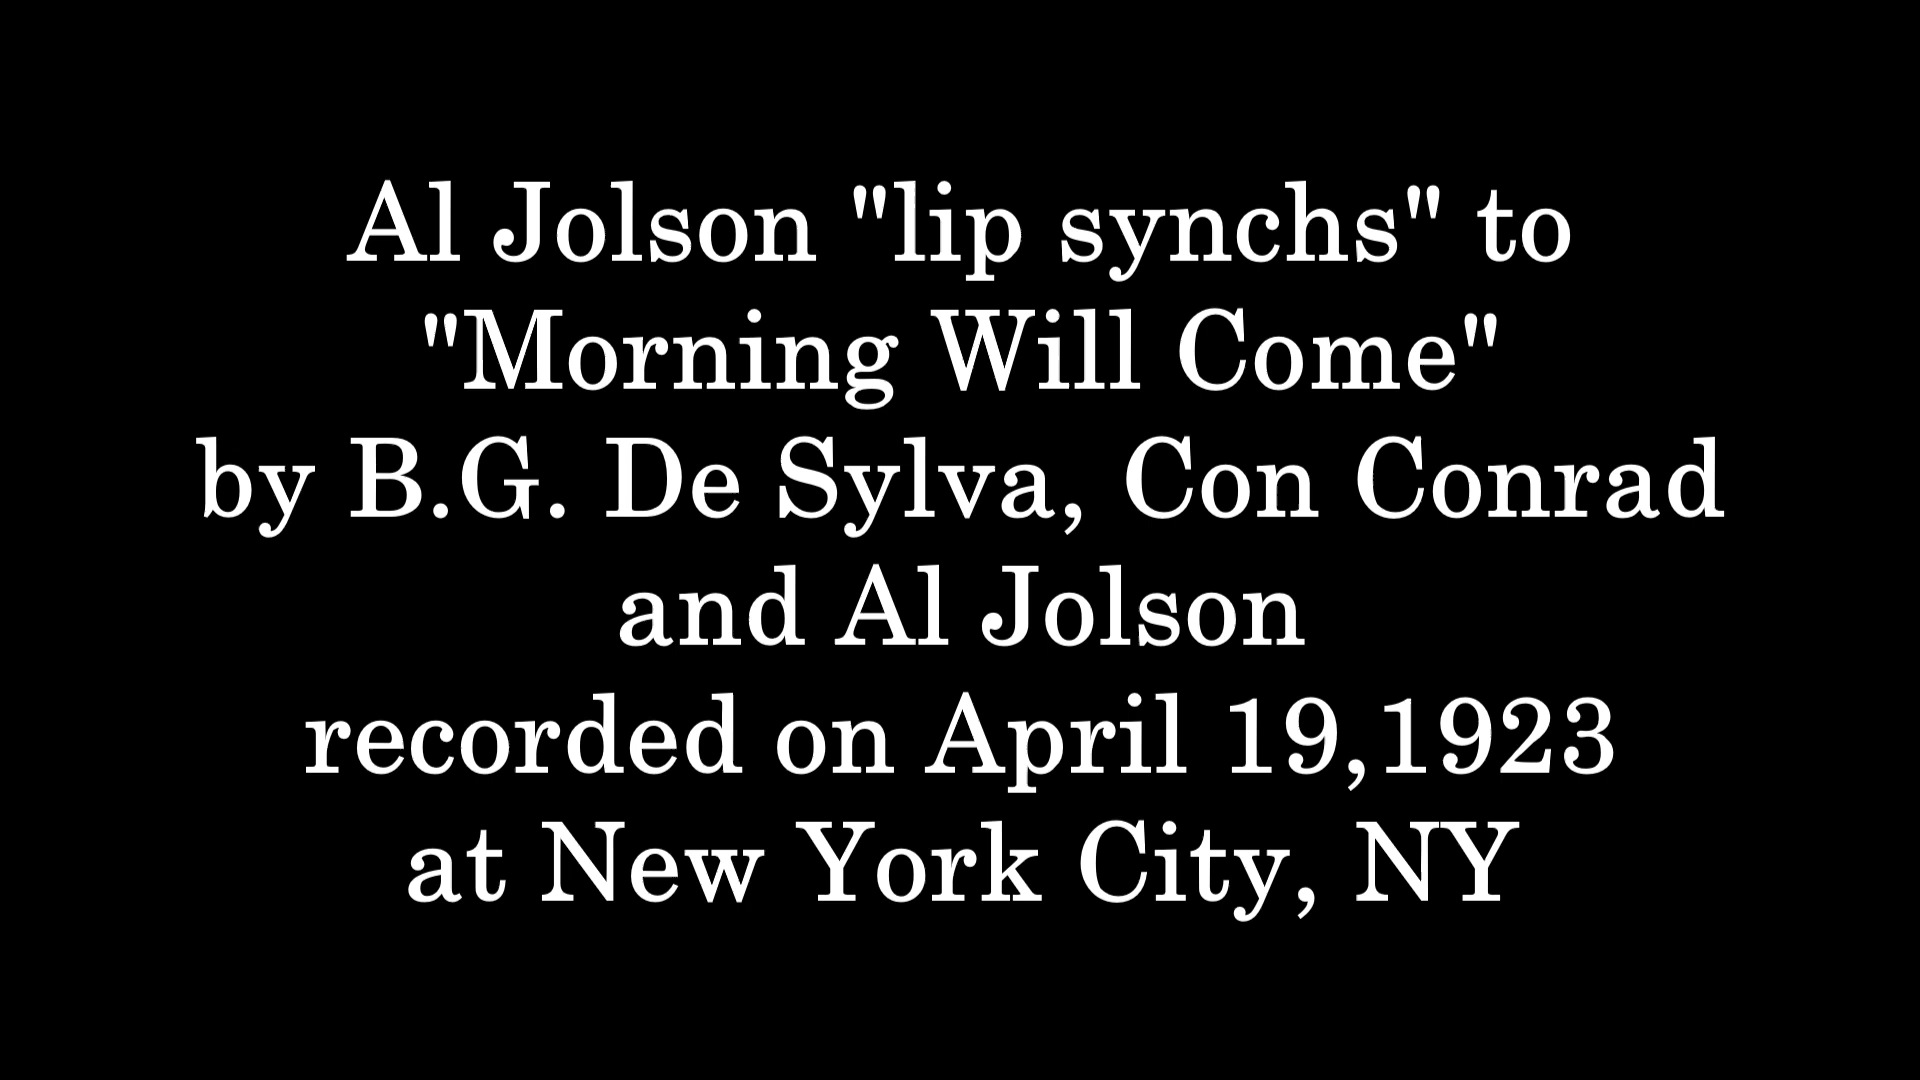 Al Jolson "lip synchs" to
"Morning Will Come"
by B.G. De Sylva, Con Conrad
and Al Jolson
recorded on April 19,1923
at New York City, NY